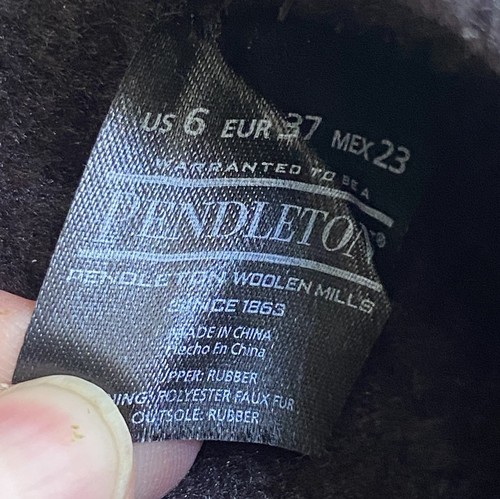 US 6 EUR 37 MEX 23
WARRANTED TO BE A
PENDLETON®
PENDLETON WOOLEN MILLS
SINCE 1863
MADE IN CHINA
Hecho En China
UPPER: RUBBER
NING: POLYESTER FAUX FUR
OUTSOLE: RUBBER